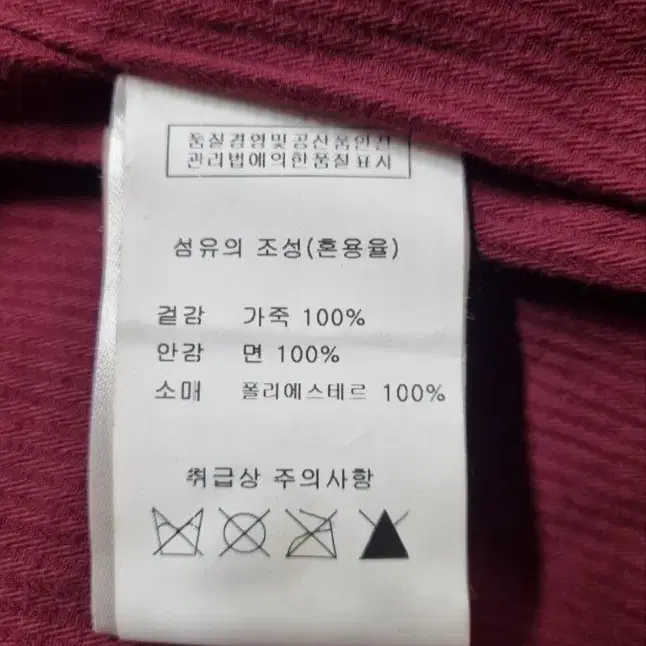 품질경영및공산품안전
관리법에의한품질표시
섬유의 조성(혼용율)
겉감 가죽 100%
안감 면 100%
소매 폴리에스테르 100%
취급상 주의사항